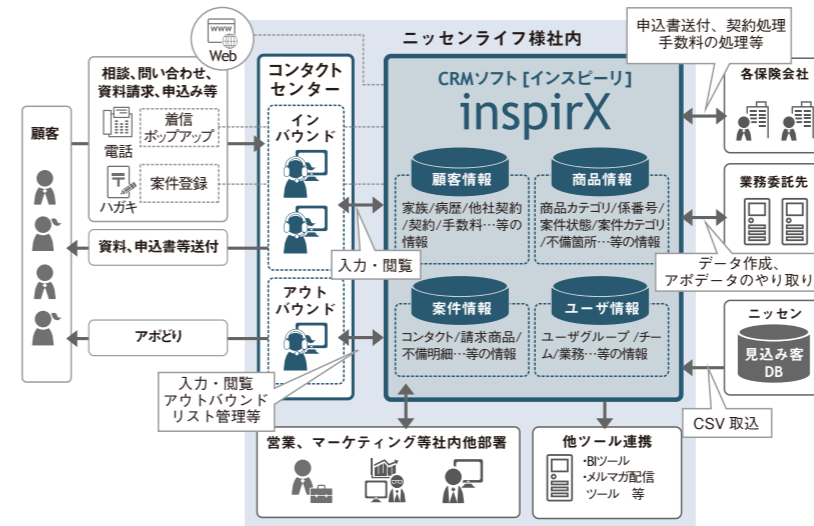 WWW
Web
ニッセンライフ様社内
申込書送付、契約処理
手数料の処理等
相談、問い合わせ、
資料請求、申込み等
コンタクト
センター
CRMソフト [インスピーリ]
inspirX
各保険会社
顧客
着信
ポップアップ
電話
案件登録
ハガキ
イン
バウンド
顧客情報
家族/病歴/他社契約
/契約/手数料…等の
情報
商品情報
商品カテゴリ/係番号/
案件状態/案件カテゴリ
/不備箇所…等の情報
業務委託先
資料、申込書等送付
入力・閲覧
データ作成、
アポデータのやり取り
アウト
バウンド
案件情報
コンタクト/請求商品/
不備明細…等の情報
ユーザ情報
ユーザグループ /チー
ム/業務…等の情報
ニッセン
見込み客
DB
アポどり
入力・閲覧
アウトバウンド
リスト管理等
CSV 取込
営業、マーケティング等社内他部署
他ツール連携
・BIツール
・メルマガ配信
ツール 等